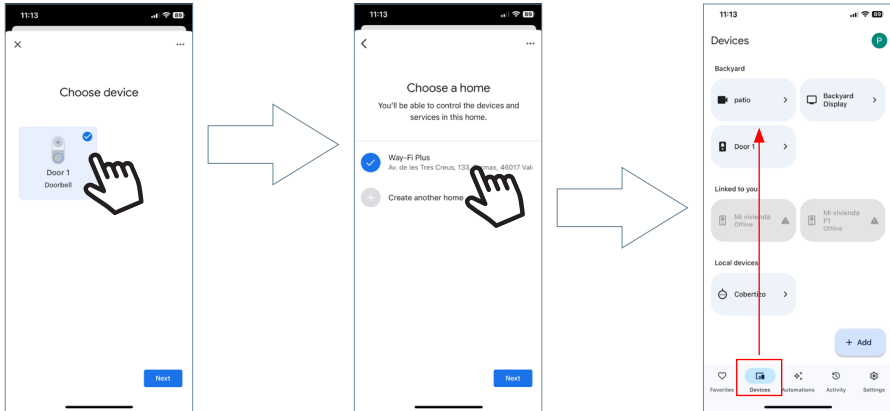 11:13
89
Choose device
Door 1
Doorbell
Next
11:13
89
Choose a home
You'll be able to control the devices and
services in this home.
Way-Fi Plus
Av. de les Tres Creus, 133,
46017 Val
Create another home
Next
11:13
89
Devices
P
Backyard
patio
Backyard
Display
Door 1
Linked to you
Mi vivienda
Offline
Mi vivienda
F1
Offline
Local devices
Cobertizo
+ Add
Favorites
Devices
Automations
Activity
Settings